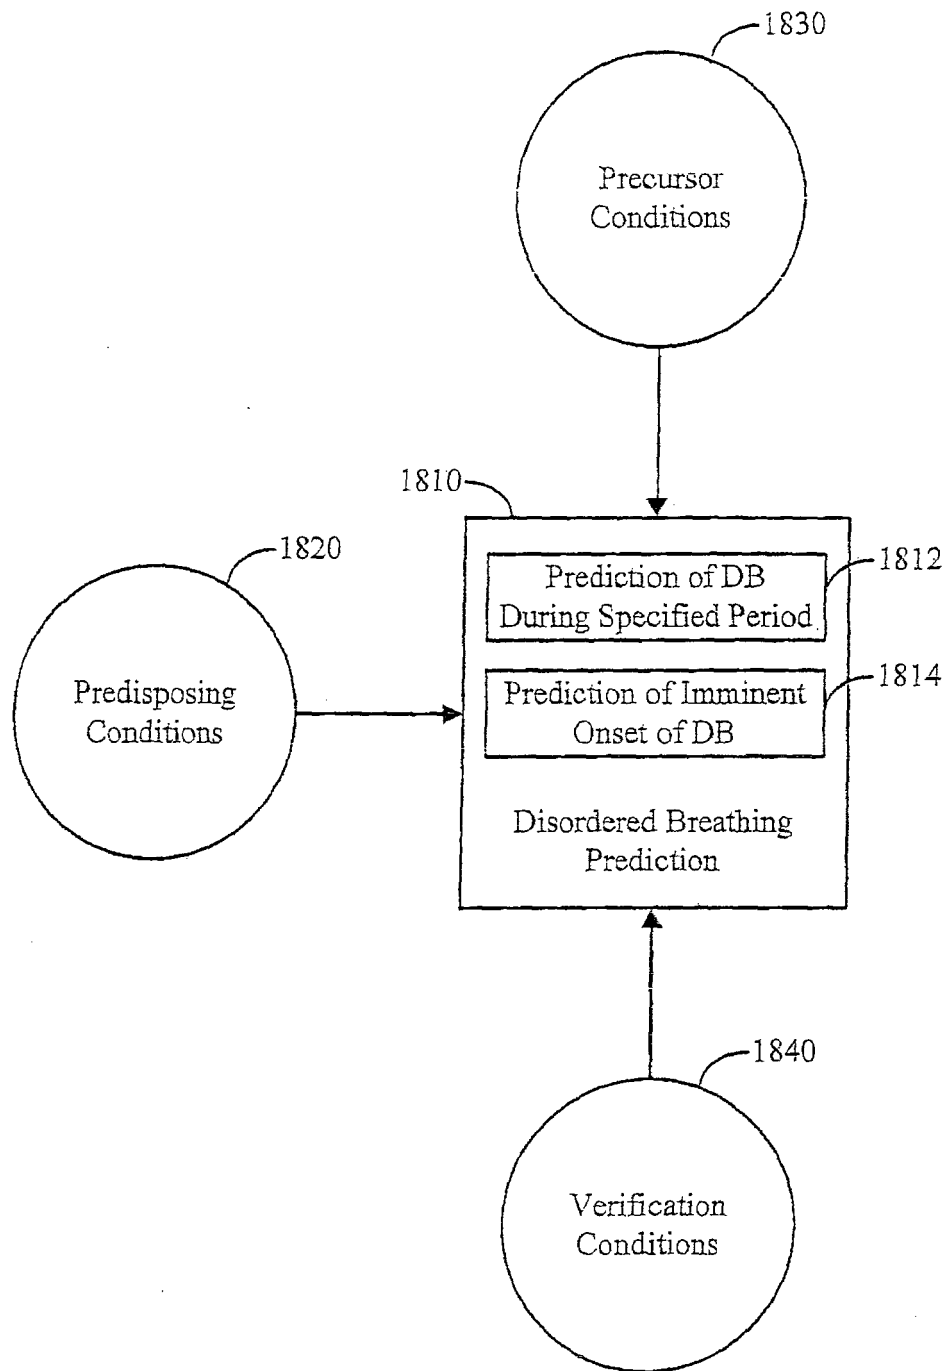 1830
Precursor
Conditions
1810
1820
Prediction of DB
During Specified Period
1812
Predisposing
Conditions
Prediction of Imminent
Onset of DB
1814
Disordered Breathing
Prediction
1840
Verification
Conditions